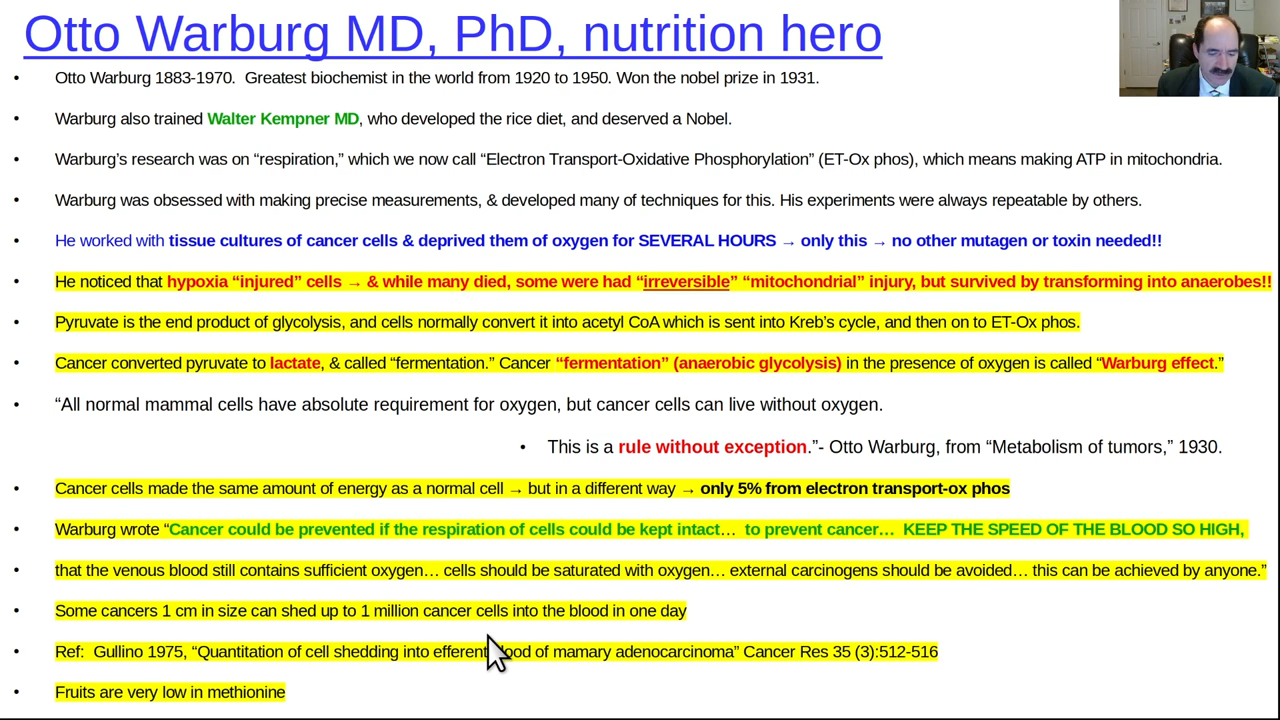 Otto Warburg MD, PhD, nutrition hero
• Otto Warburg 1883-1970. Greatest biochemist in the world from 1920 to 1950. Won the nobel prize in 1931.
• Warburg also trained Walter Kempner MD, who developed the rice diet, and deserved a Nobel.
• Warburg's research was on “respiration,” which we now call “Electron Transport-Oxidative Phosphorylation” (ET-Ox phos), which means making ATP in mitochondria.
• Warburg was obsessed with making precise measurements, & developed many of techniques for this. His experiments were always repeatable by others.
• He worked with tissue cultures of cancer cells & deprived them of oxygen for SEVERAL HOURS → only this → no other mutagen or toxin needed!!
• He noticed that hypoxia “injured” cells → & while many died, some were had “irreversible” “mitochondrial” injury, but survived by transforming into anaerobes!!
• Pyruvate is the end product of glycolysis, and cells normally convert it into acetyl CoA which is sent into Kreb's cycle, and then on to ET-Ox phos.
• Cancer converted pyruvate to lactate, & called “fermentation.” Cancer “fermentation” (anaerobic glycolysis) in the presence of oxygen is called “Warburg effect.”
• “All normal mammal cells have absolute requirement for oxygen, but cancer cells can live without oxygen.
• This is a rule without exception.”- Otto Warburg, from “Metabolism of tumors,” 1930.
• Cancer cells made the same amount of energy as a normal cell → but in a different way → only 5% from electron transport-ox phos
• Warburg wrote “Cancer could be prevented if the respiration of cells could be kept intact… to prevent cancer… KEEP THE SPEED OF THE BLOOD SO HIGH,
• that the venous blood still contains sufficient oxygen… cells should be saturated with oxygen… external carcinogens should be avoided… this can be achieved by anyone.”
• Some cancers 1 cm in size can shed up to 1 million cancer cells into the blood in one day
• Ref: Gullino 1975, “Quantitation of cell shedding into efferent blood of mamary adenocarcinoma” Cancer Res 35 (3):512-516
• Fruits are very low in methionine